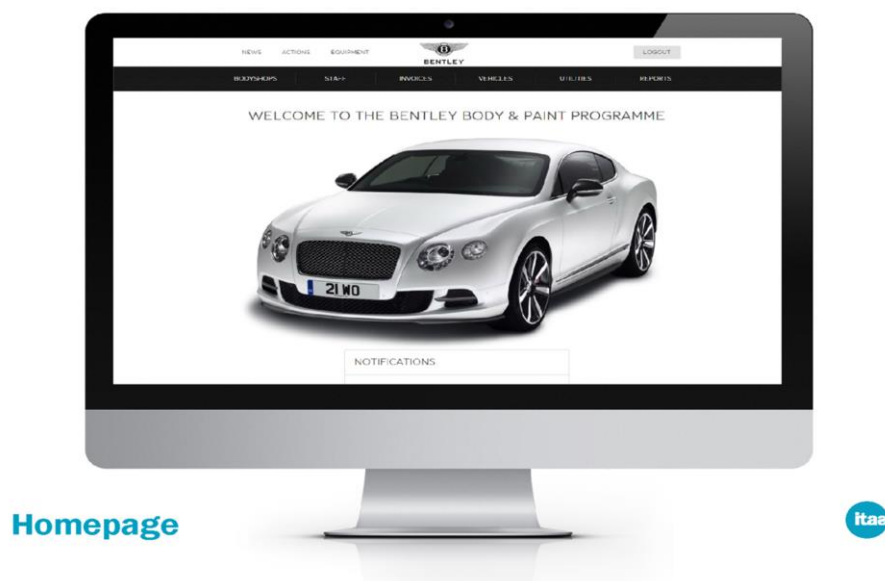 NEWS ACTIONS EQUIPMENT
B
BENTLEY
LOGOUT
BODYSHOPS STAFF INVOICES VEHICLES UTILITIES REPORTS
WELCOME TO THE BENTLEY BODY & PAINT PROGRAMME
21 WO
NOTIFICATIONS
Homepage
itaa